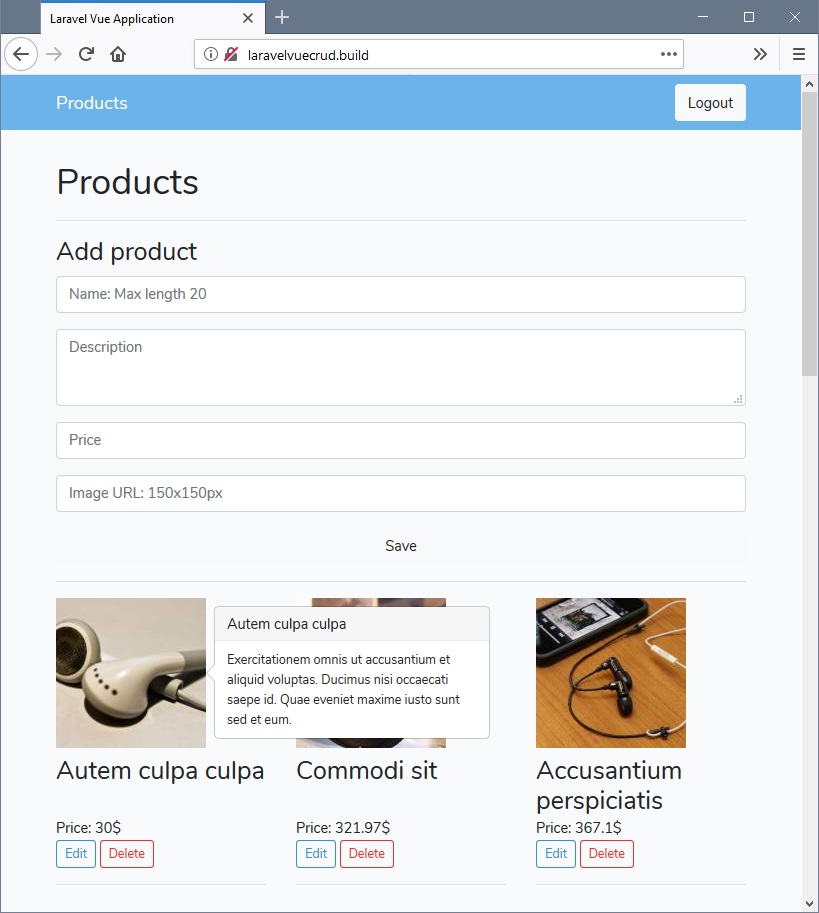 Laravel Vue Application
laravelvuecrud.build
Products
Logout
Products
Add product
Name: Max length 20
Description
Price
Image URL: 150x150px
Save
Autem culpa culpa
Exercitationem omnis ut accusantium et
aliquid voluptas. Ducimus nisi occaecati
saepe id. Quae eveniet maxime iusto sunt
sed et eum.
Autem culpa culpa
Price: 30$
Edit
Delete
Commodi sit
Price: 321.97$
Edit
Delete
Accusantium
perspiciatis
Price: 367.1$
Edit
Delete